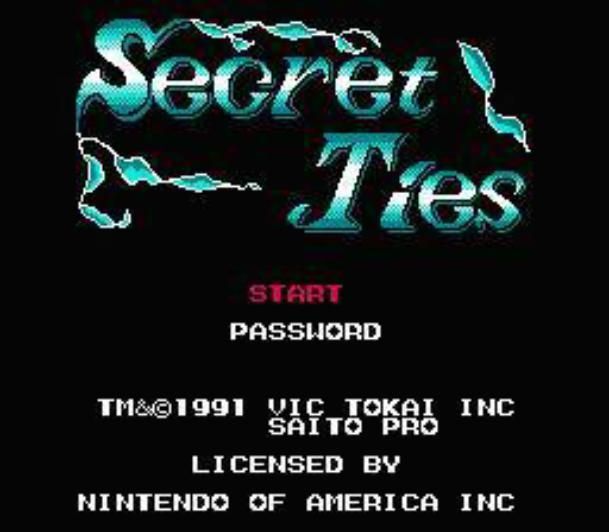 Secret
Ties
START
PASSWORD
TM&©1991 VIC TOKAI INC
SAITO PRO
LICENSED BY
NINTENDO OF AMERICA INC